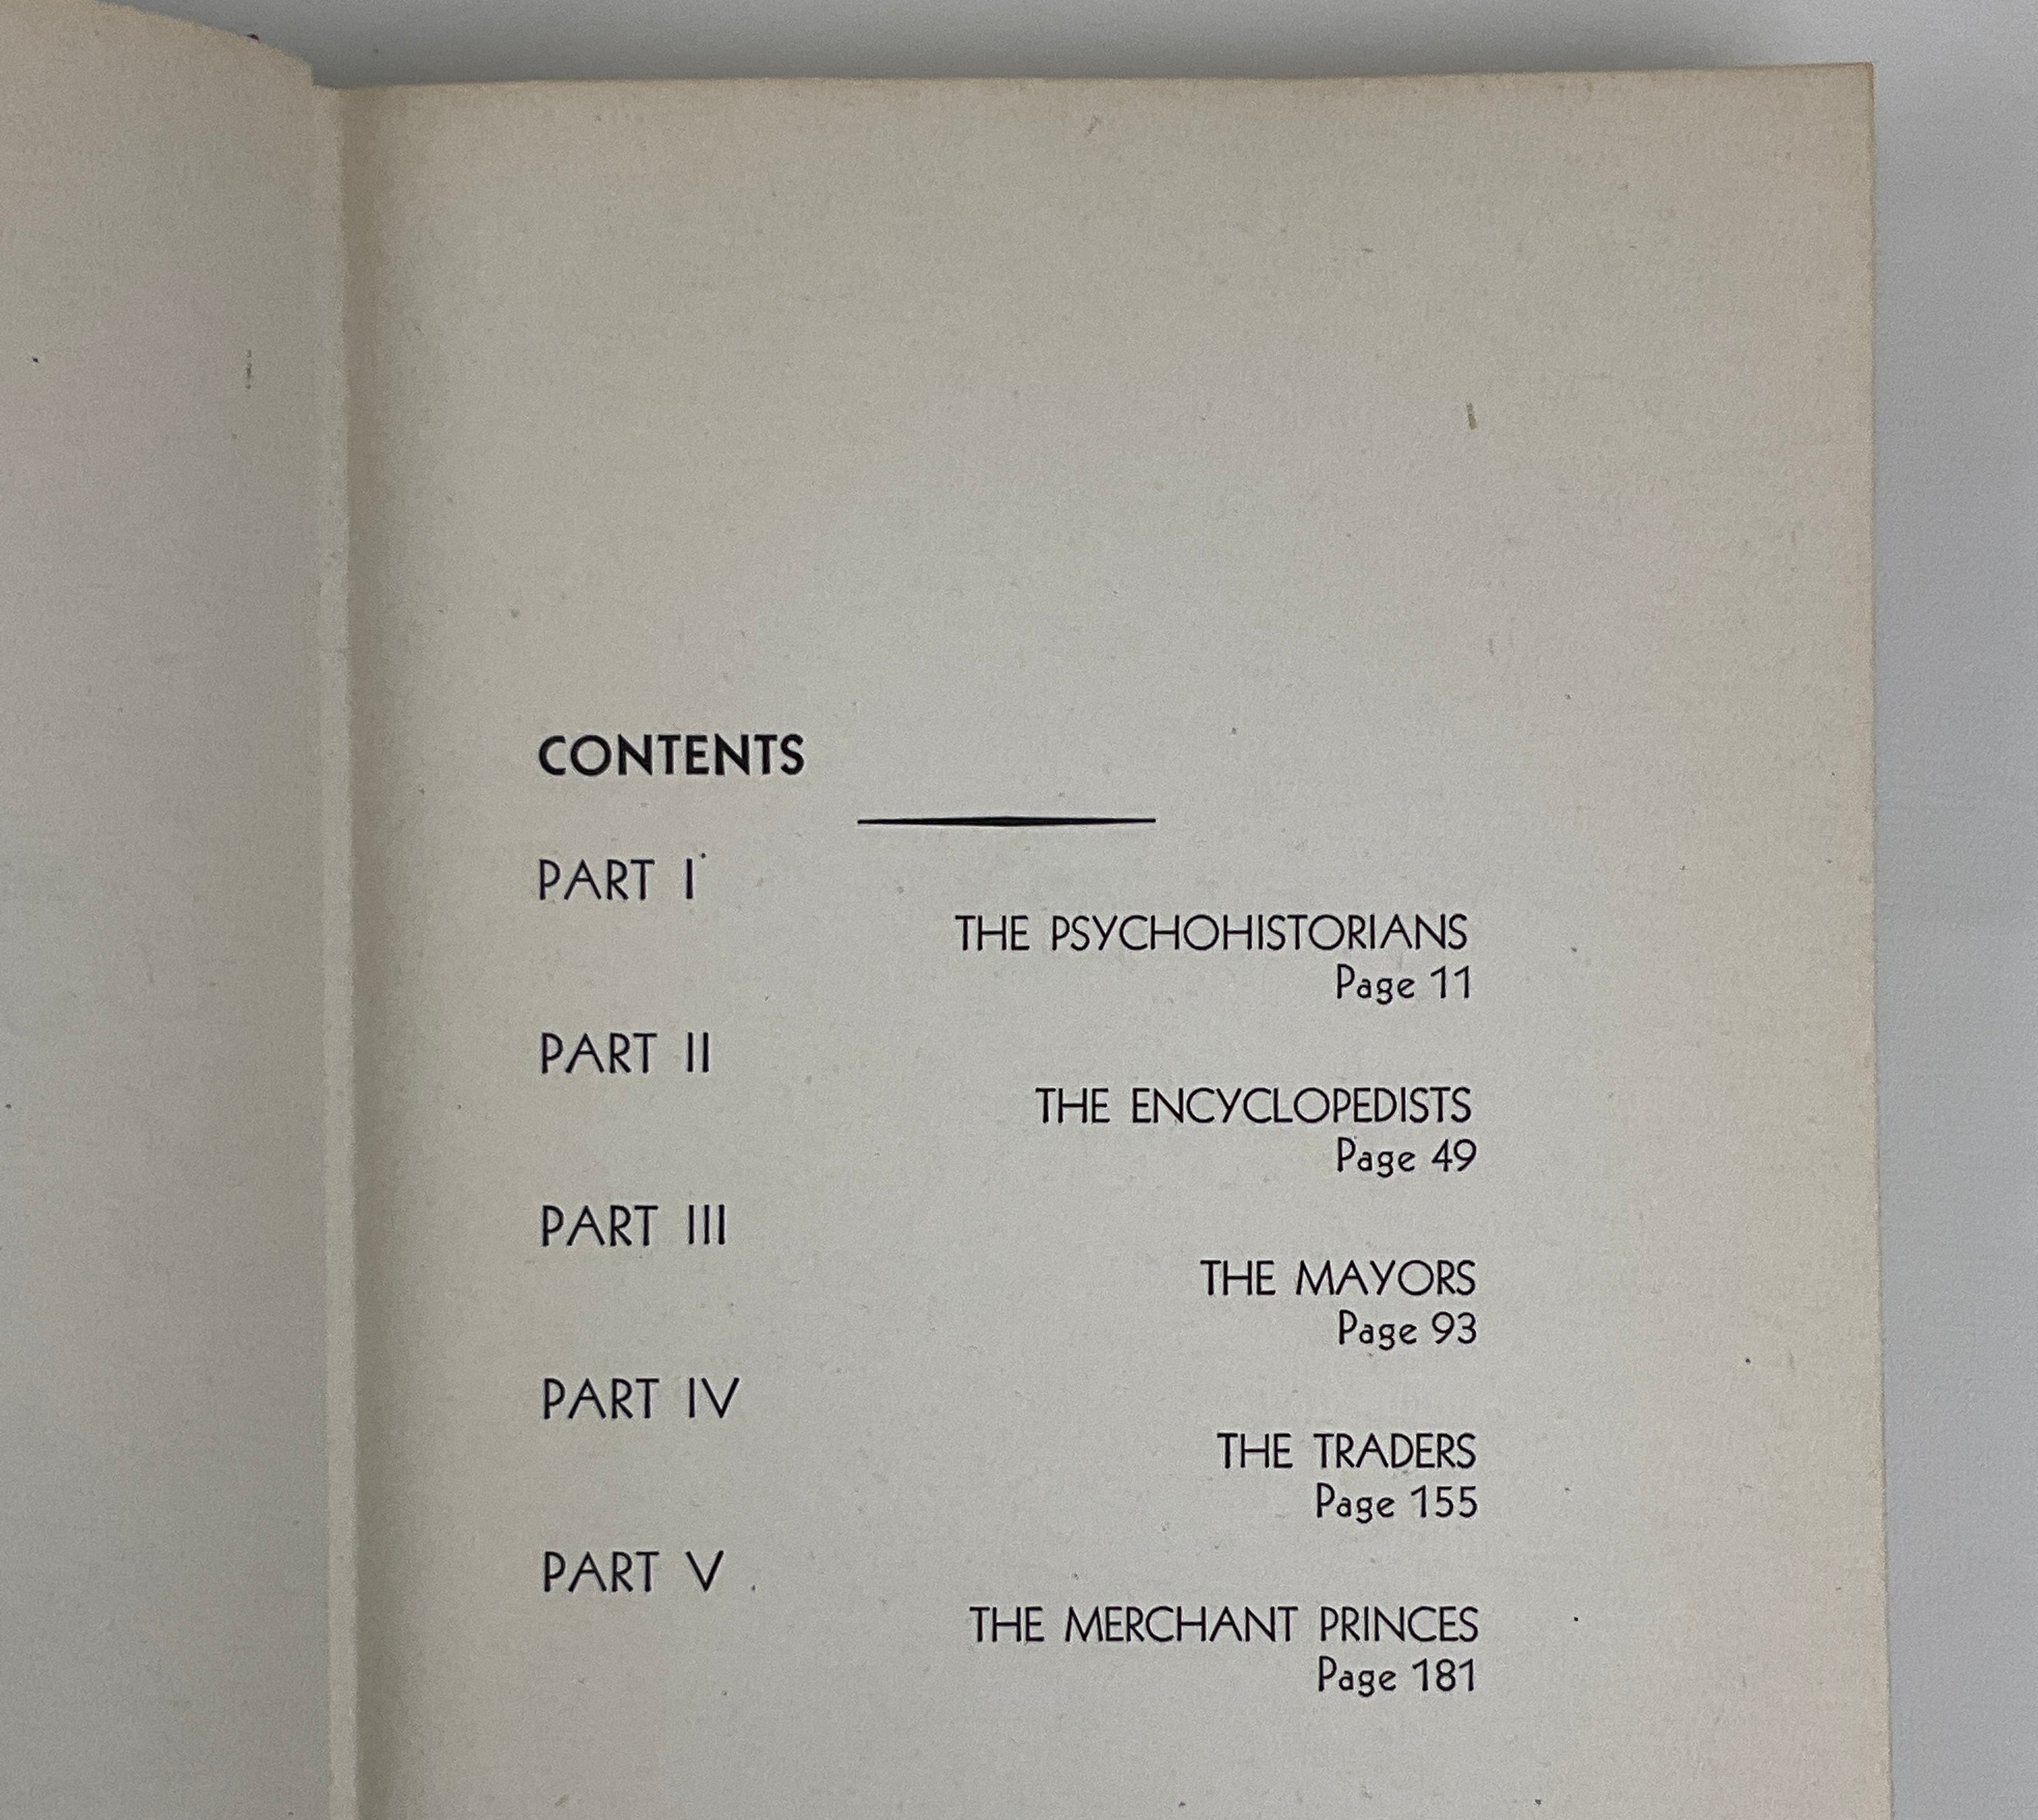 CONTENTS
PART I
THE PSYCHOHISTORIANS
Page 11
PART II
THE ENCYCLOPEDISTS
Page 49
PART III
THE MAYORS
Page 93
PART IV
THE TRADERS
Page 155
PART V
THE MERCHANT PRINCES
Page 181